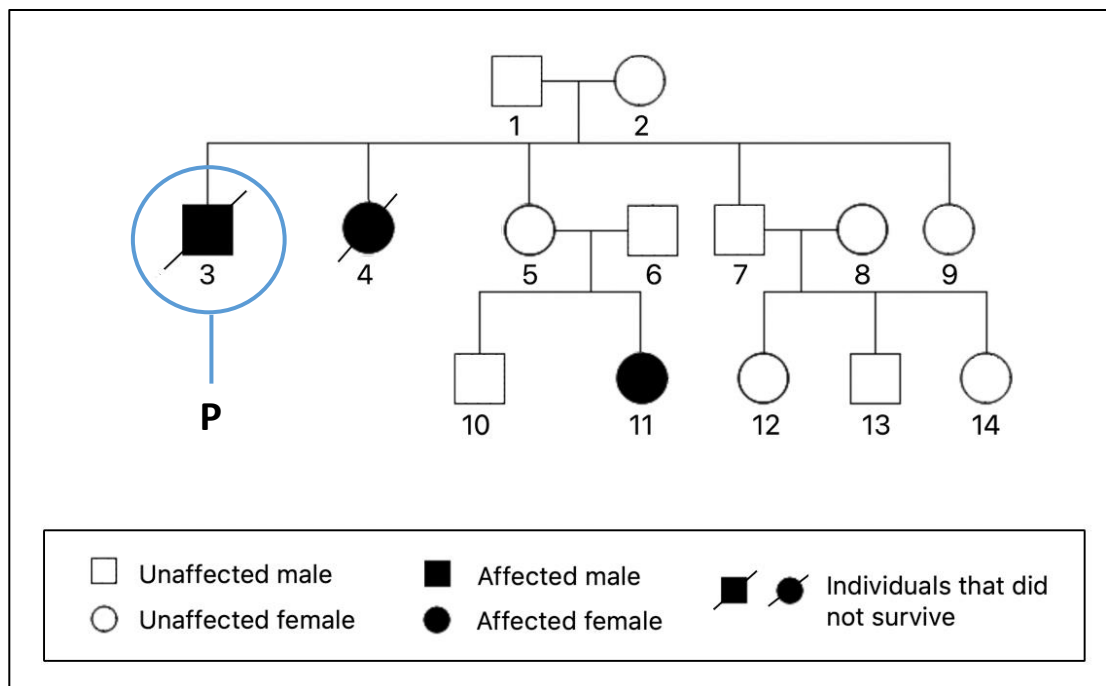 1 2
3 4 5 6 7 8 9
P
10 11 12 13 14
Unaffected male
Unaffected female
Affected male
Affected female
Individuals that did
not survive